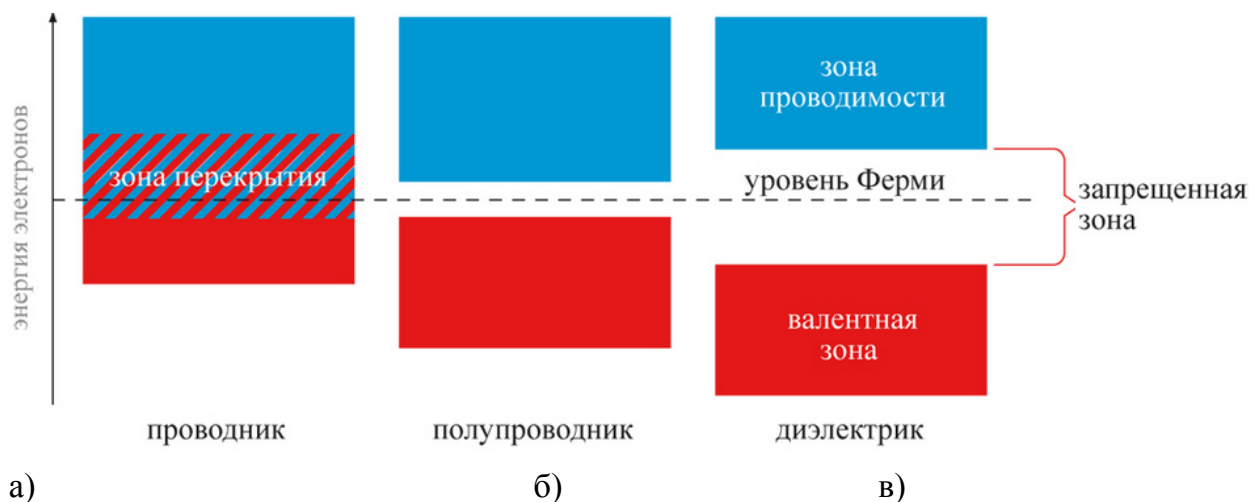 энергия электронов
зона перекрытия
зона
проводимости
уровень Ферми
запрещенная
зона
валентная
зона
проводник
полупроводник
диэлектрик
а)
б)
в)